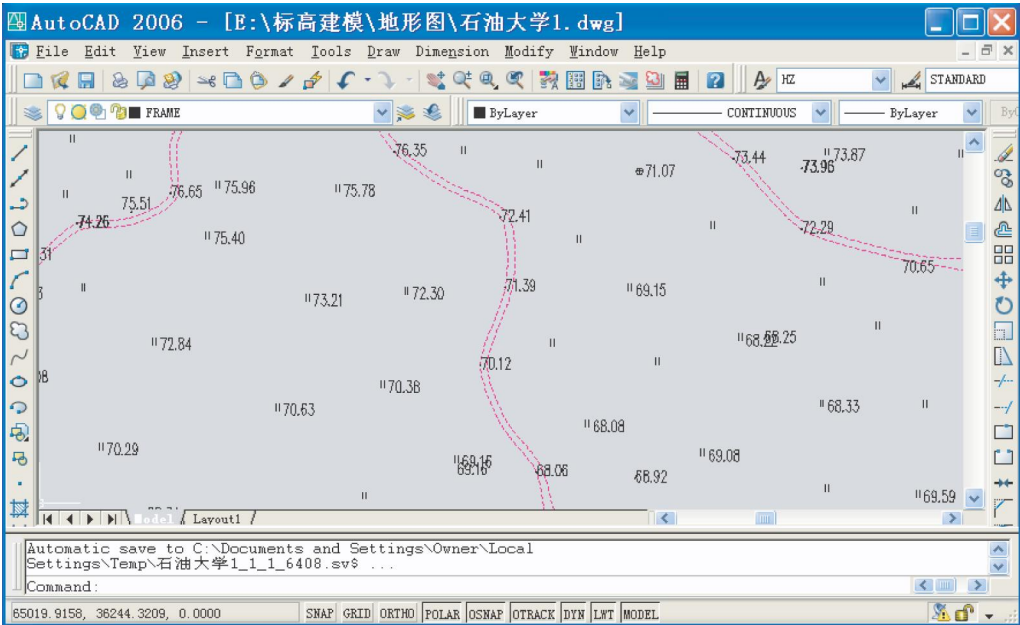 AutoCAD 2006 - [E:\标高建模\地形图\石油大学1.dwg]
File Edit View Insert Format Tools Draw Dimension Modify Window Help
HZ STANDARD
FRAME ByLayer CONTINUOUS ByLayer ByC
76.35 71.07 73.44 73.96 73.87
75.51 76.65 75.96 75.78
74.26 72.41
75.40 72.29
31 70.65
73.21 72.30 71.39 69.15
72.84 68.25
70.12
70.38
70.63 68.33
68.08
70.29 69.08
69.16 68.06 68.92
69.59
Model Layout1
Automatic save to C:\Documents and Settings\Owner\Local
Settings\Temp\石油大学1_1_1_6408.sv$ ...
Command:
65019.9158, 36244.3209, 0.0000 SNAP GRID ORTHO POLAR OSNAP OTRACK DYN LWT MODEL